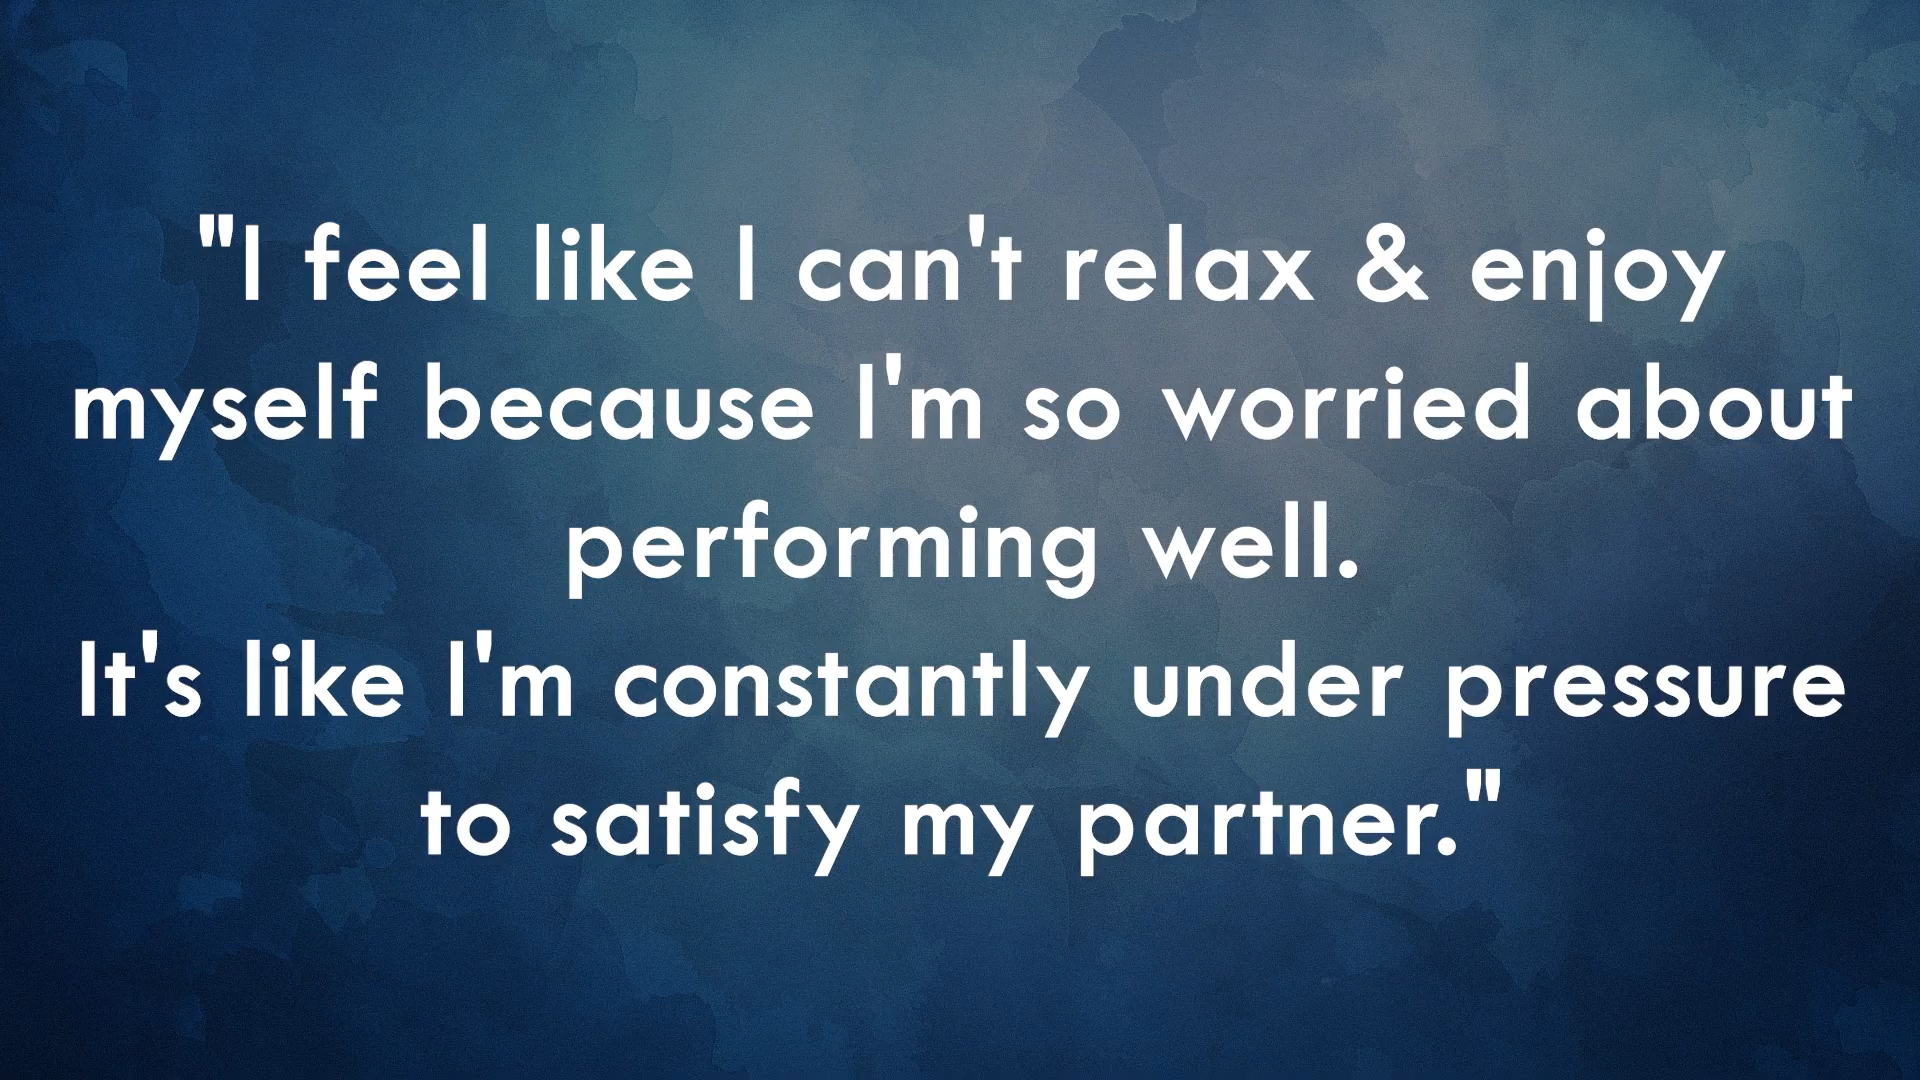 "I feel like I can't relax & enjoy
myself because I'm so worried about
performing well.
It's like I'm constantly under pressure
to satisfy my partner."